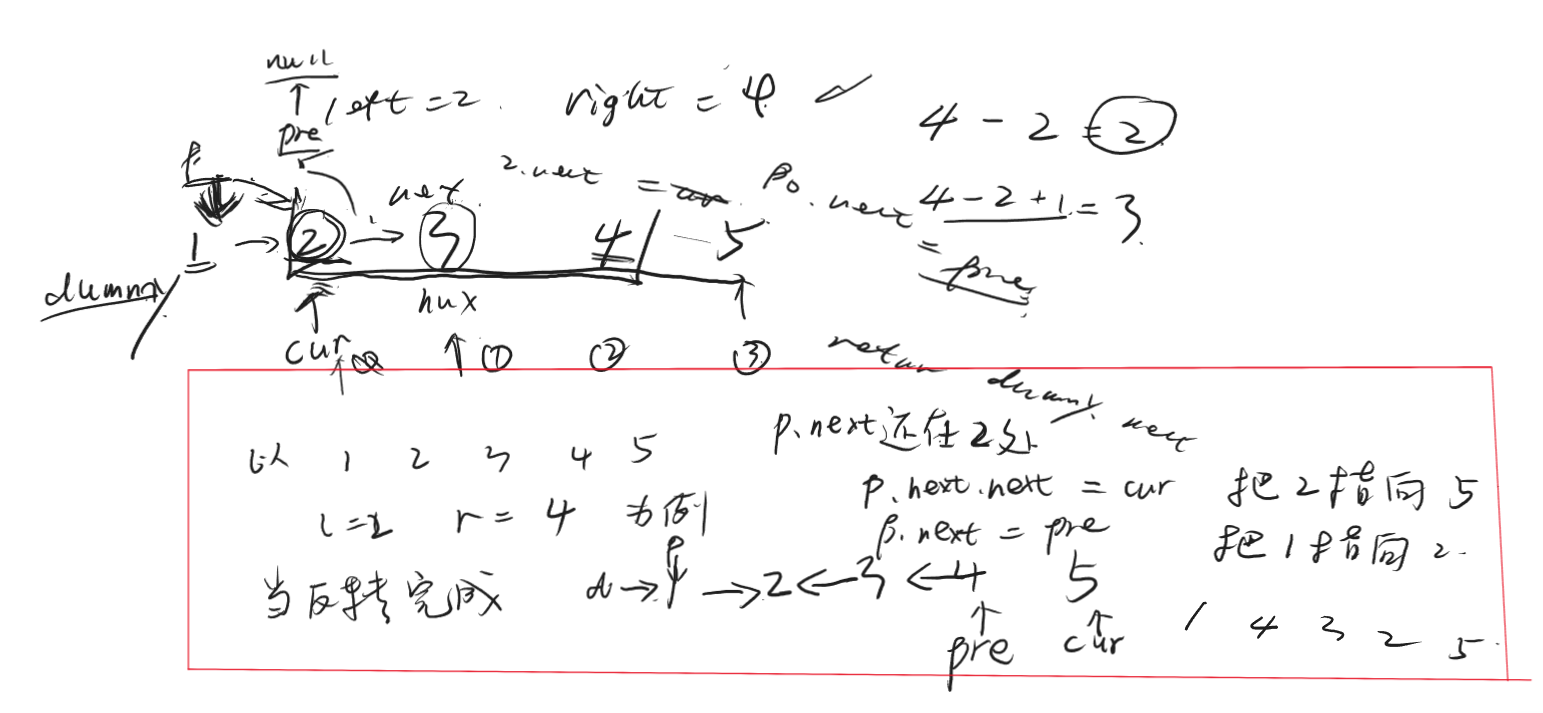 null
↑ left = 2. right = 4 ✓
4 - 2 = 2
pre
p.
2.next =
p0.next
4 - 2 + 1 = 3
= pre
next
1 → 2 → 3 4 — 5
dummy
nux
↑ cur ↑ ⓪ ↑ ① ② ③ ↑
return dummy.next
以 1 2 3 4 5
l = 2 r = 4 为例
p.next还在2处
p.next.next = cur 把2指向5
p.next = pre 把1指向2.
当反转完成
p
d → 1 → 2 ← 3 ← 4 5
↑ ↑
pre cur
1 4 3 2 5